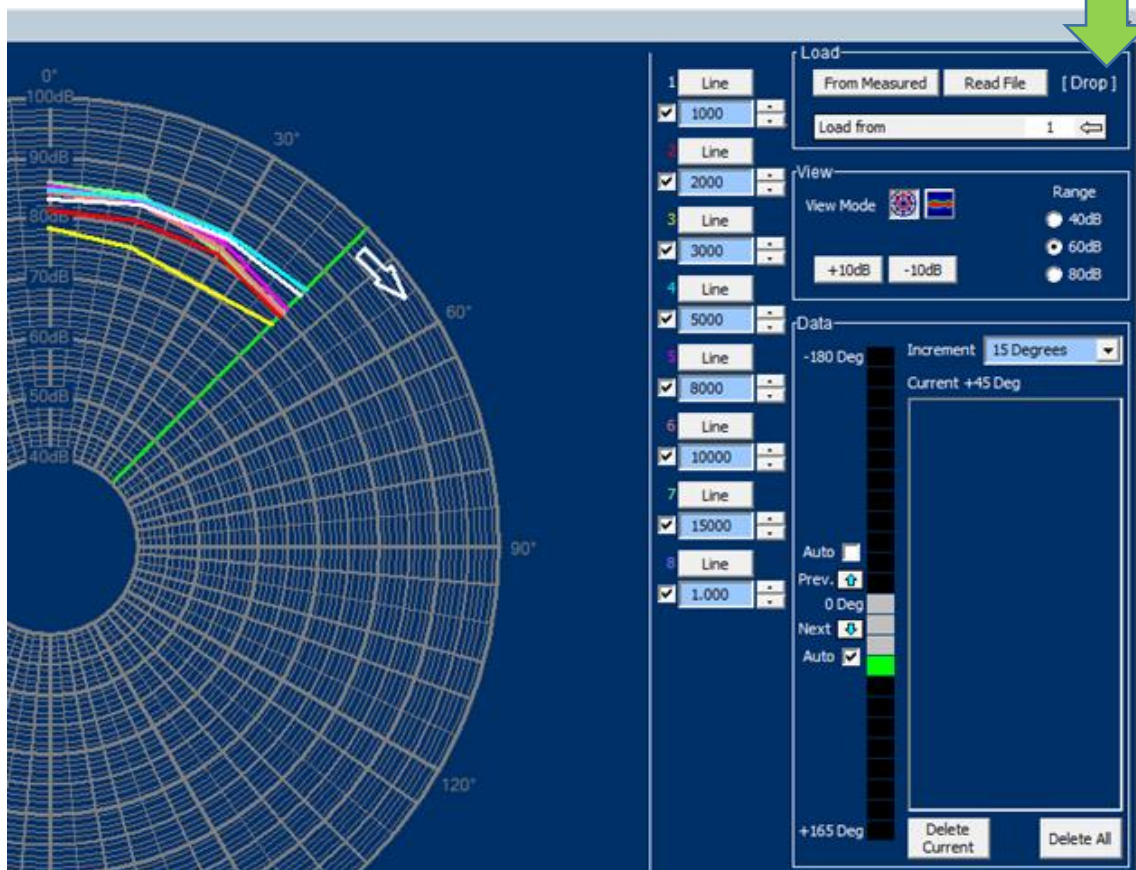 0°
100dB
90dB
80dB
70dB
60dB
50dB
40dB
30°
60°
90°
120°
1 Line
1000
2 Line
2000
3 Line
3000
4 Line
5000
5 Line
8000
6 Line
10000
7 Line
15000
8 Line
1.000
Load
From Measured Read File [ Drop ]
Load from 1
View
View Mode
Range
40dB
60dB
80dB
+10dB -10dB
Data
-180 Deg
Increment 15 Degrees
Current +45 Deg
Auto
Prev.
0 Deg
Next
Auto
+165 Deg
Delete
Current
Delete All